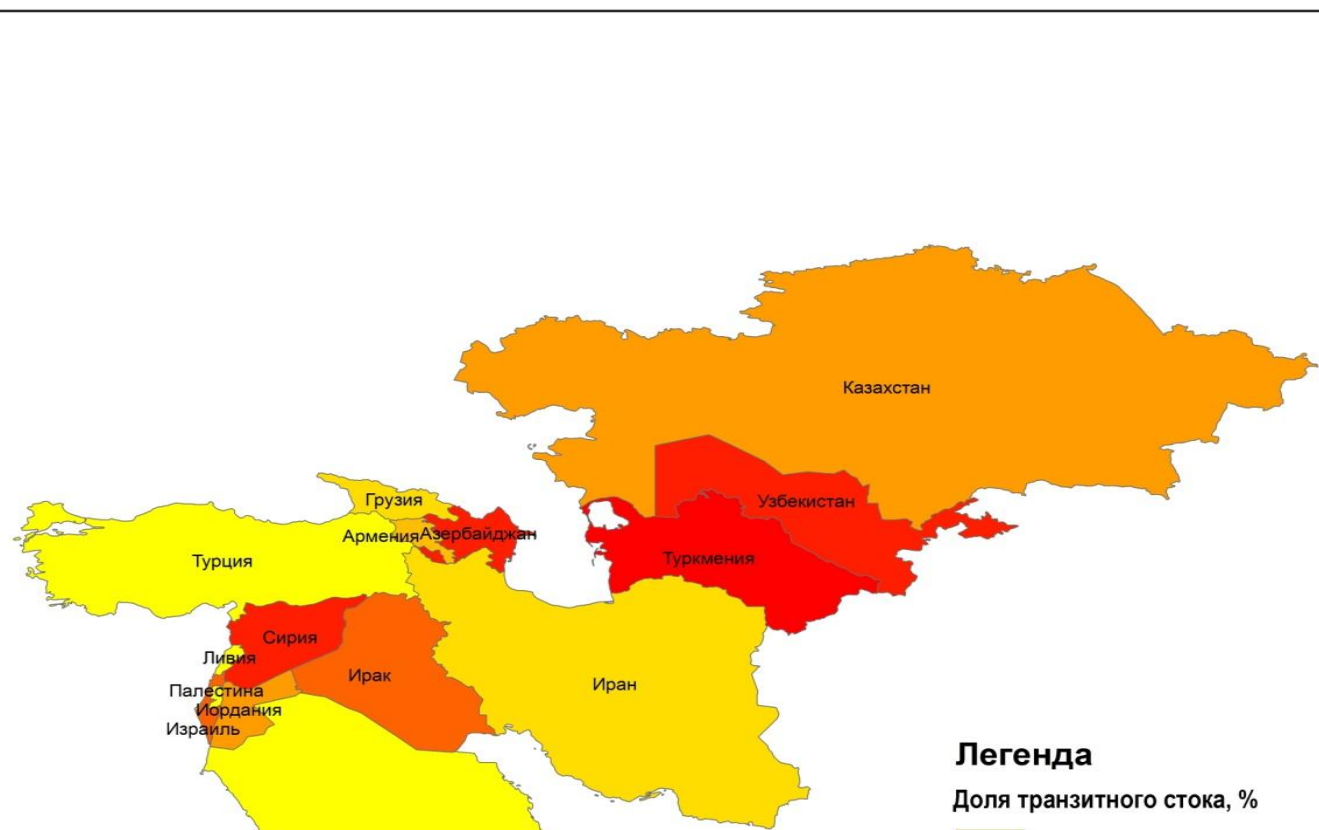 Казахстан
Узбекистан
Грузия
Армения
Азербайджан
Туркмения
Турция
Сирия
Ливия
Ирак
Иран
Палестина
Иордания
Израиль
Легенда
Доля транзитного стока, %